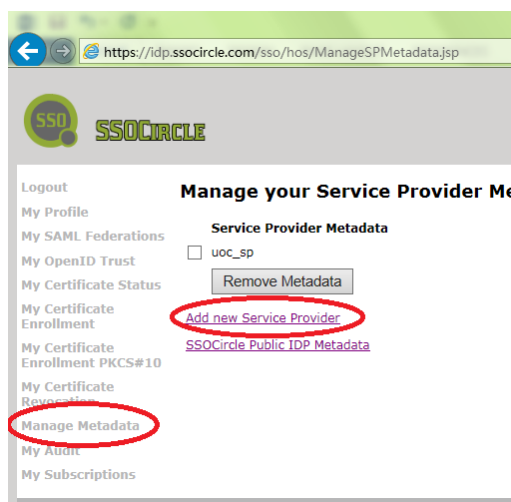 https://idp.ssocircle.com/sso/hos/ManageSPMetadata.jsp
SSO
SSOCIRCLE
Logout
My Profile
My SAML Federations
My OpenID Trust
My Certificate Status
My Certificate
Enrollment
My Certificate
Enrollment PKCS#10
My Certificate
Revocation
Manage Metadata
My Audit
My Subscriptions
Manage your Service Provider Me
Service Provider Metadata
uoc_sp
Remove Metadata
Add new Service Provider
SSOCircle Public IDP Metadata